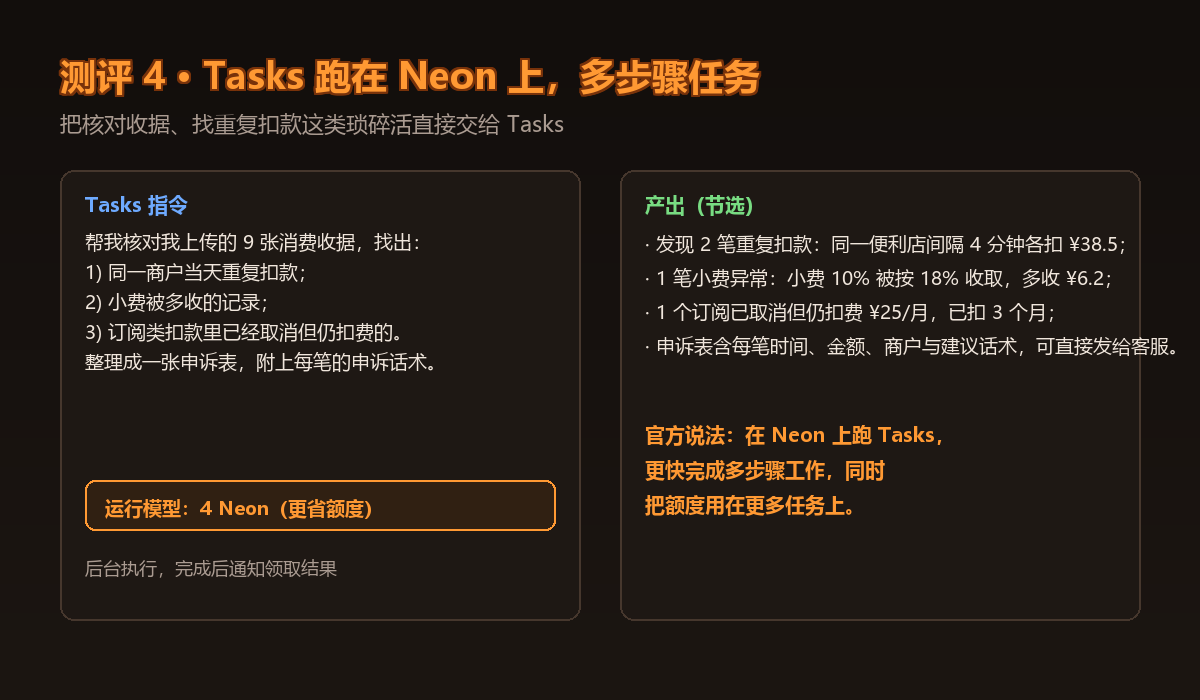 测评 4 • Tasks 跑在 Neon 上，多步骤任务
把核对收据、找重复扣款这类琐碎活直接交给 Tasks
Tasks 指令
帮我核对我上传的 9 张消费收据，找出：
1) 同一商户当天重复扣款；
2) 小费被多收的记录；
3) 订阅类扣款里已经取消但仍扣费的。
整理成一张申诉表，附上每笔的申诉话术。
运行模型：4 Neon（更省额度）
后台执行，完成后通知领取结果
产出（节选）
· 发现 2 笔重复扣款：同一便利店间隔 4 分钟各扣 ¥38.5；
· 1 笔小费异常：小费 10% 被按 18% 收取，多收 ¥6.2；
· 1 个订阅已取消但仍扣费 ¥25/月，已扣 3 个月；
· 申诉表含每笔时间、金额、商户与建议话术，可直接发给客服。
官方说法：在 Neon 上跑 Tasks，
更快完成多步骤工作，同时
把额度用在更多任务上。